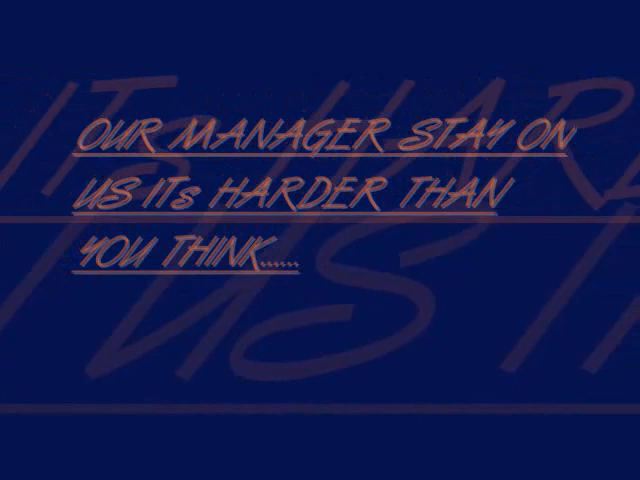 OUR MANAGER STAY ON
US ITs HARDER THAN
YOU THINK......